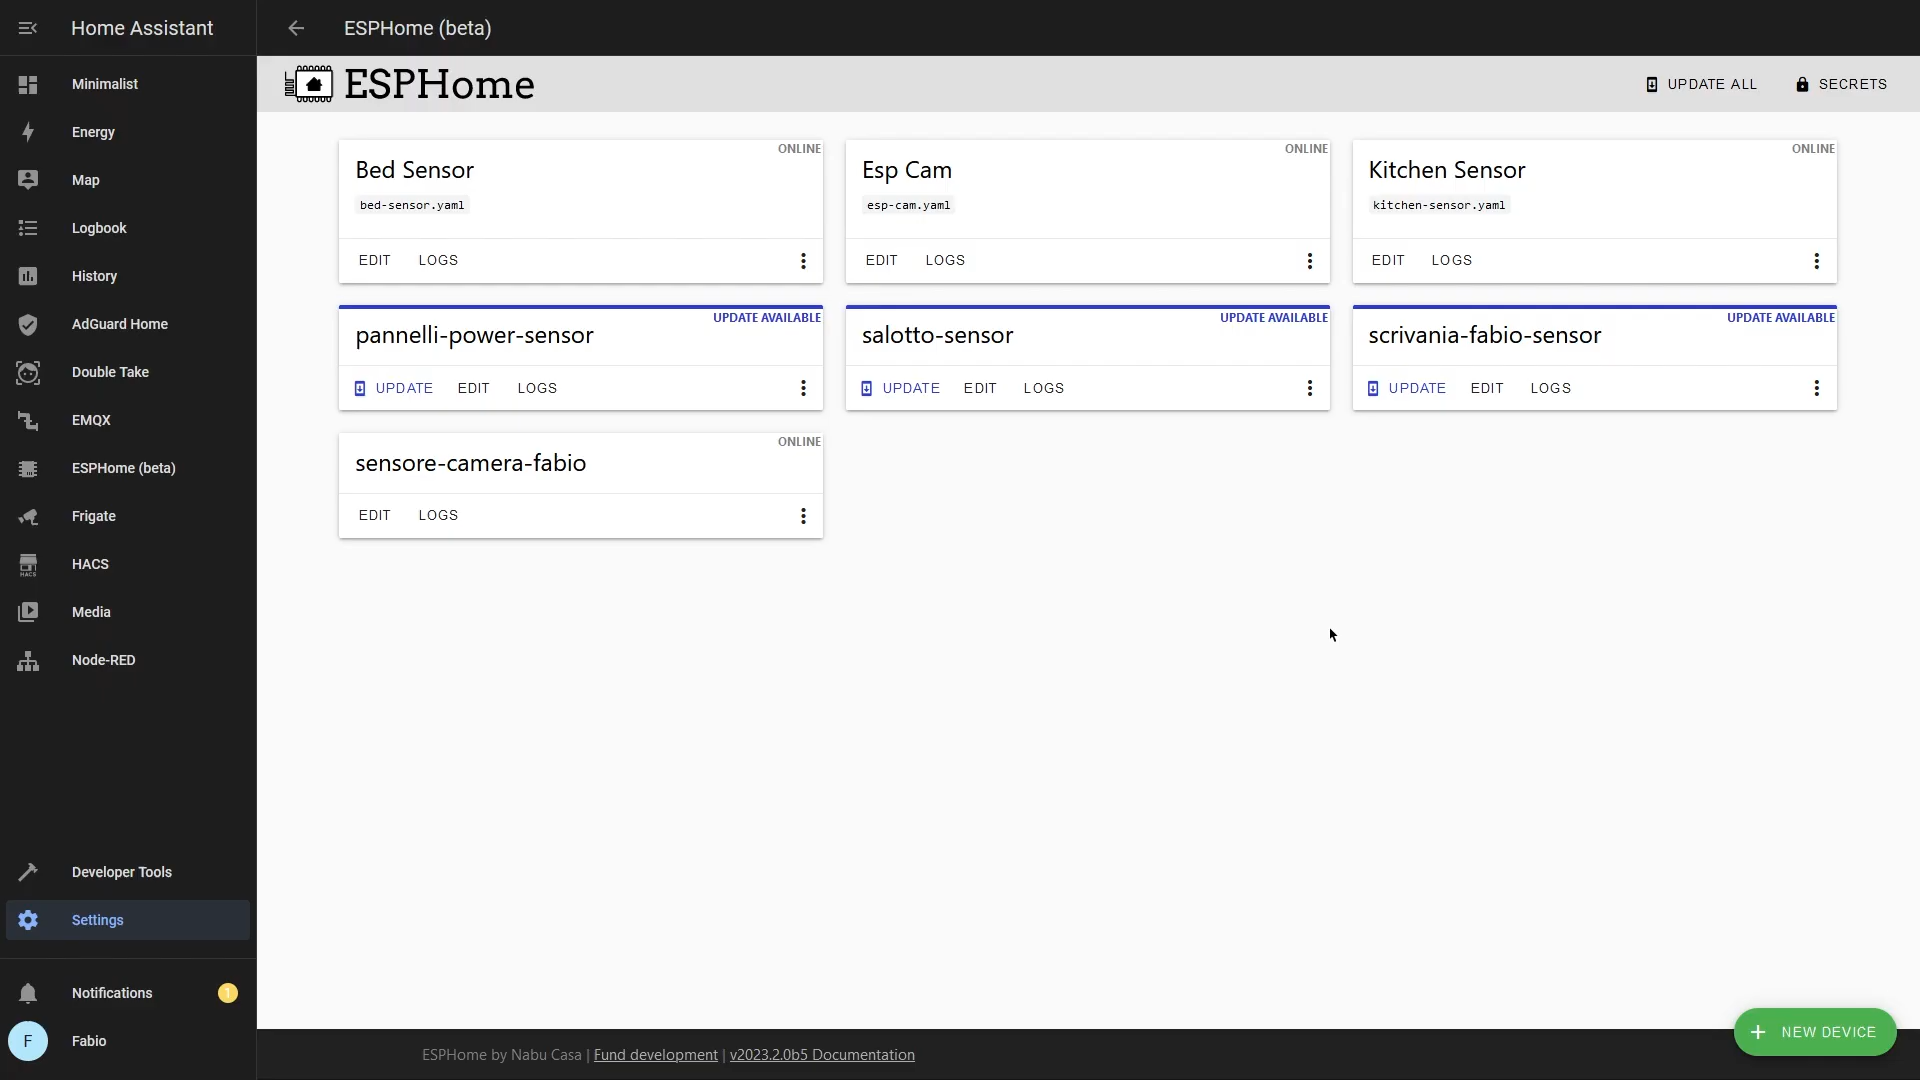 Home Assistant
ESPHome (beta)
Minimalist
Energy
Map
Logbook
History
AdGuard Home
Double Take
EMQX
ESPHome (beta)
Frigate
HACS
HACS
Media
Node-RED
Developer Tools
Settings
Notifications 1
F Fabio
ESPHome
UPDATE ALL SECRETS
ONLINE
Bed Sensor
bed-sensor.yaml
EDIT LOGS
ONLINE
Esp Cam
esp-cam.yaml
EDIT LOGS
ONLINE
Kitchen Sensor
kitchen-sensor.yaml
EDIT LOGS
UPDATE AVAILABLE
pannelli-power-sensor
UPDATE EDIT LOGS
UPDATE AVAILABLE
salotto-sensor
UPDATE EDIT LOGS
UPDATE AVAILABLE
scrivania-fabio-sensor
UPDATE EDIT LOGS
ONLINE
sensore-camera-fabio
EDIT LOGS
+ NEW DEVICE
ESPHome by Nabu Casa | Fund development | v2023.2.0b5 Documentation